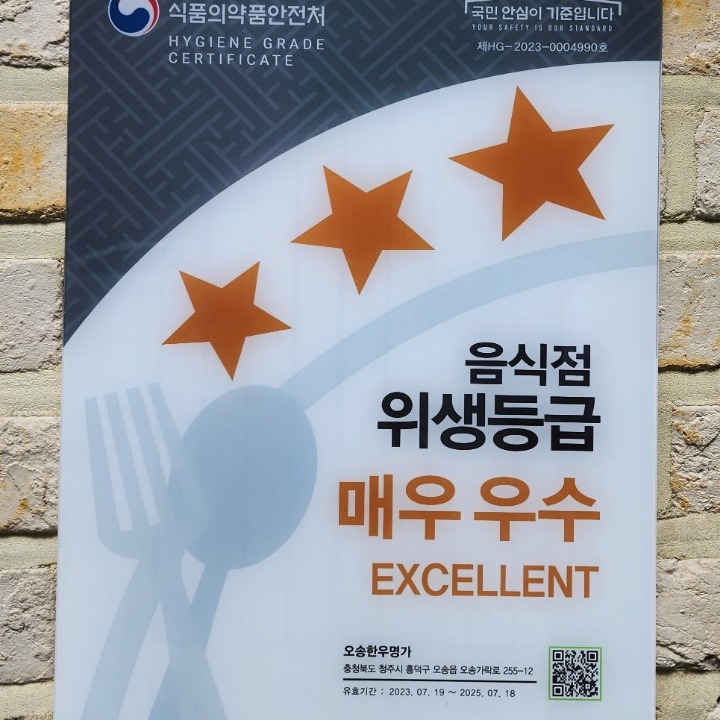 식품의약품안전처
HYGIENE GRADE
CERTIFICATE
국민 안심이 기준입니다
YOUR SAFETY IS OUR STANDARD
제HG-2023-0004990호
음식점
위생등급
매우 우수
EXCELLENT
오송한우명가
충청북도 청주시 흥덕구 오송읍 오송가락로 255-12
유효기간 : 2023. 07. 19 ~ 2025. 07. 18